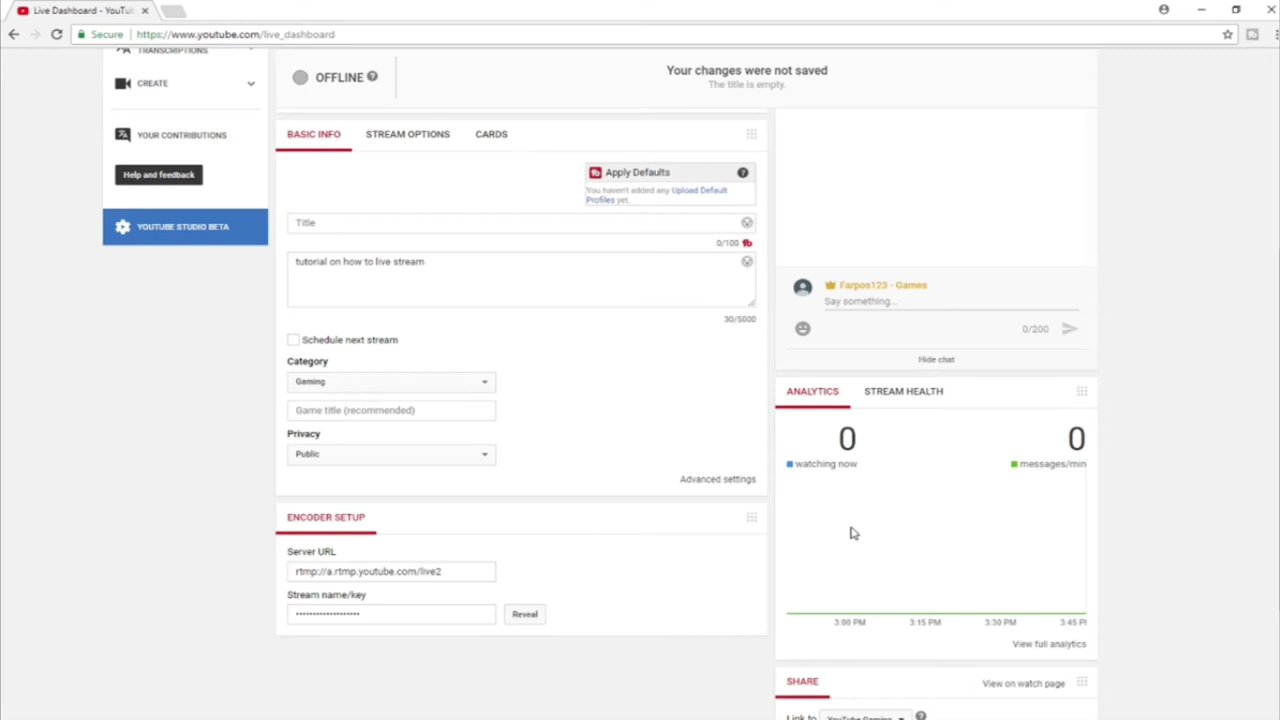 Live Dashboard - YouTu
Secure
https://www.youtube.com/live_dashboard
TRANSCRIPTIONS
CREATE
YOUR CONTRIBUTIONS
Help and feedback
YOUTUBE STUDIO BETA
OFFLINE
?
Your changes were not saved
The title is empty.
BASIC INFO
STREAM OPTIONS
CARDS
Apply Defaults
?
You haven't added any Upload Default
Profiles yet.
Title
0/100
tutorial on how to live stream
30/5000
Schedule next stream
Category
Gaming
Game title (recommended)
Privacy
Public
Advanced settings
ENCODER SETUP
Server URL
rtmp://a.rtmp.youtube.com/live2
Stream name/key
••••••••••••••••••••
Reveal
Farpos123 - Games
Say something...
0/200
Hide chat
ANALYTICS
STREAM HEALTH
0
watching now
0
messages/min
3:00 PM
3:15 PM
3:30 PM
3:45 P
View full analytics
SHARE
View on watch page
Link to
YouTube Gaming
?